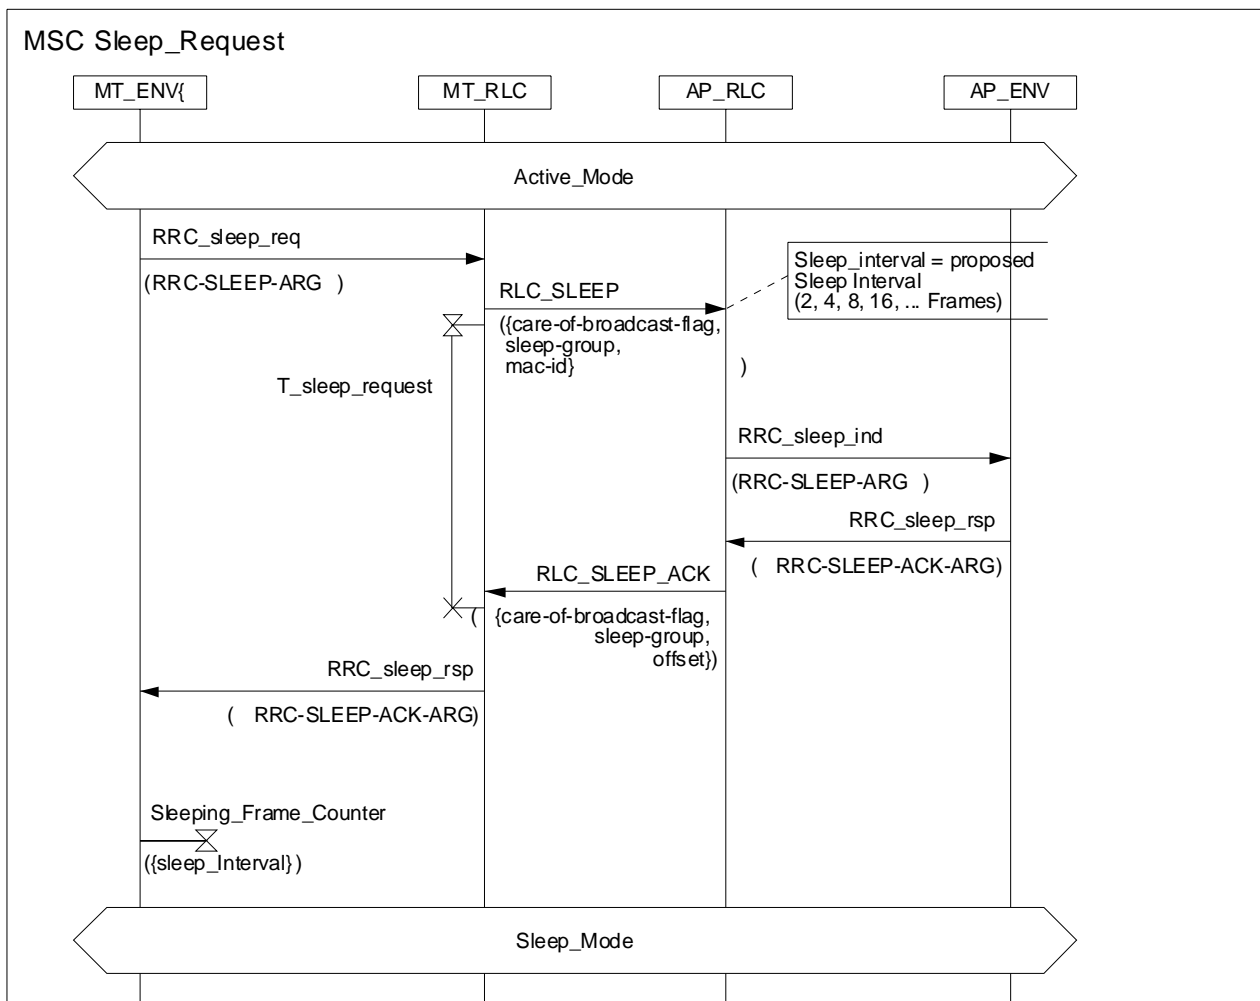 MSC Sleep_Request
MT_ENV{
MT_RLC
AP_RLC
AP_ENV
Active_Mode
RRC_sleep_req
(RRC-SLEEP-ARG )
Sleep_interval = proposed
Sleep Interval
(2, 4, 8, 16, ... Frames)
RLC_SLEEP
({care-of-broadcast-flag,
sleep-group,
mac-id} )
T_sleep_request
RRC_sleep_ind
(RRC-SLEEP-ARG )
RRC_sleep_rsp
( RRC-SLEEP-ACK-ARG)
RLC_SLEEP_ACK
( {care-of-broadcast-flag,
sleep-group,
offset})
RRC_sleep_rsp
( RRC-SLEEP-ACK-ARG)
Sleeping_Frame_Counter
({sleep_Interval})
Sleep_Mode